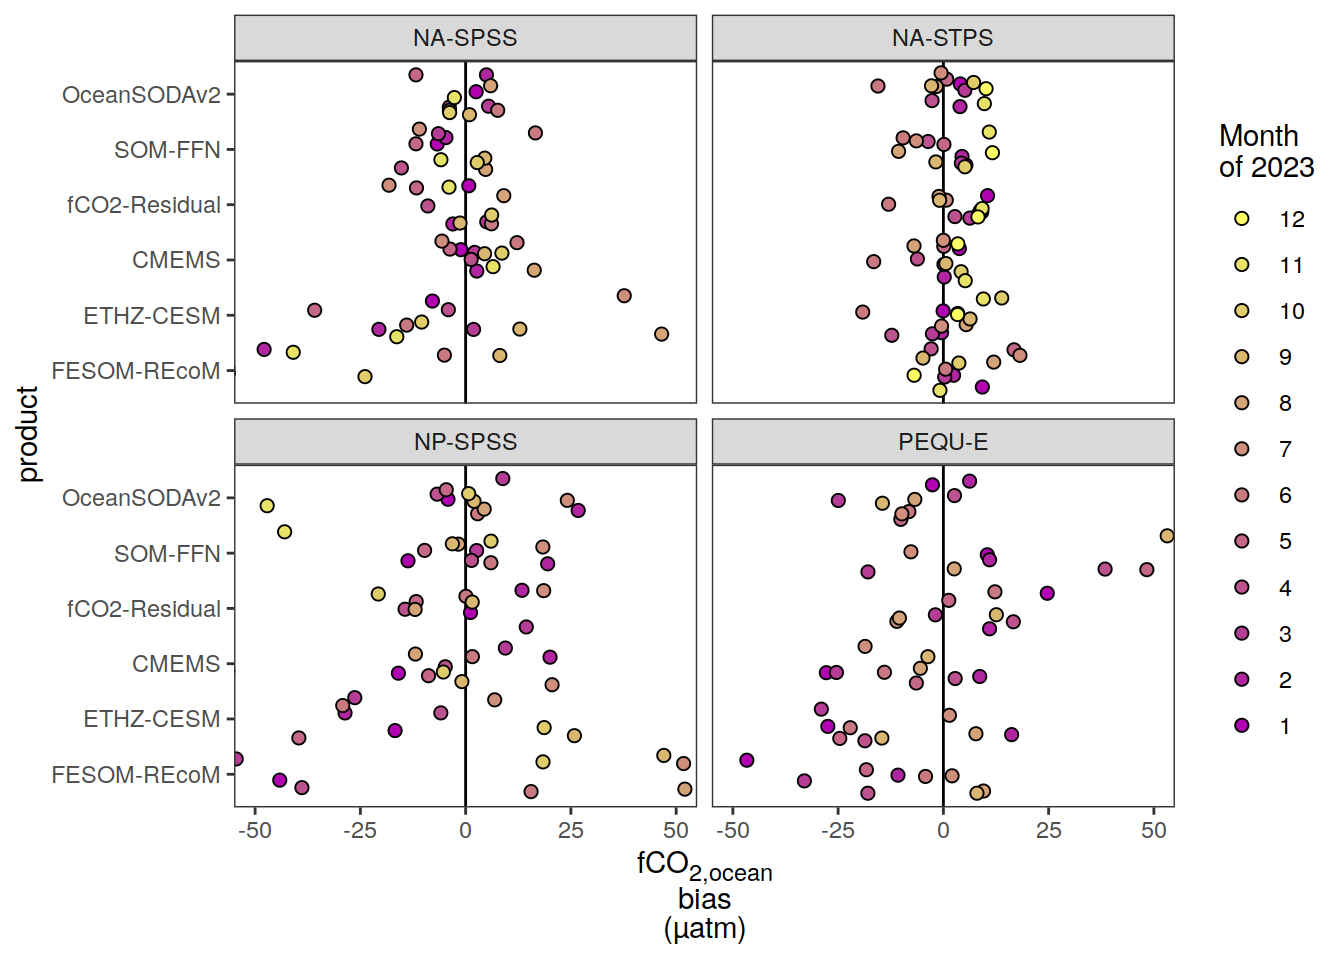 NA-SPSS
NA-STPS
OceanSODAv2
SOM-FFN
fCO2-Residual
CMEMS
ETHZ-CESM
FESOM-REcoM
NP-SPSS
PEQU-E
OceanSODAv2
SOM-FFN
fCO2-Residual
CMEMS
ETHZ-CESM
FESOM-REcoM
-50 -25 0 25 50
-50 -25 0 25 50
product
fCO2,ocean
bias
(µatm)
Month
of 2023
12
11
10
9
8
7
6
5
4
3
2
1